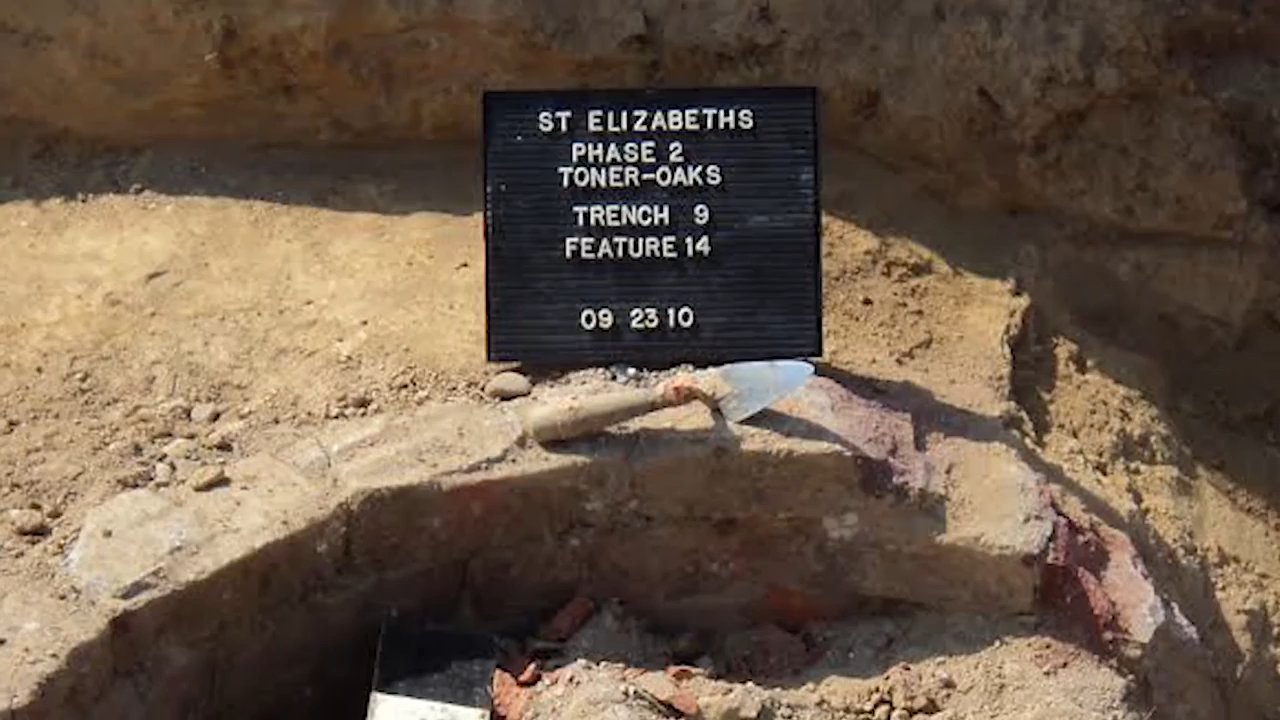 ST ELIZABETHS
PHASE 2
TONER-OAKS
TRENCH 9
FEATURE 14
09 23 10